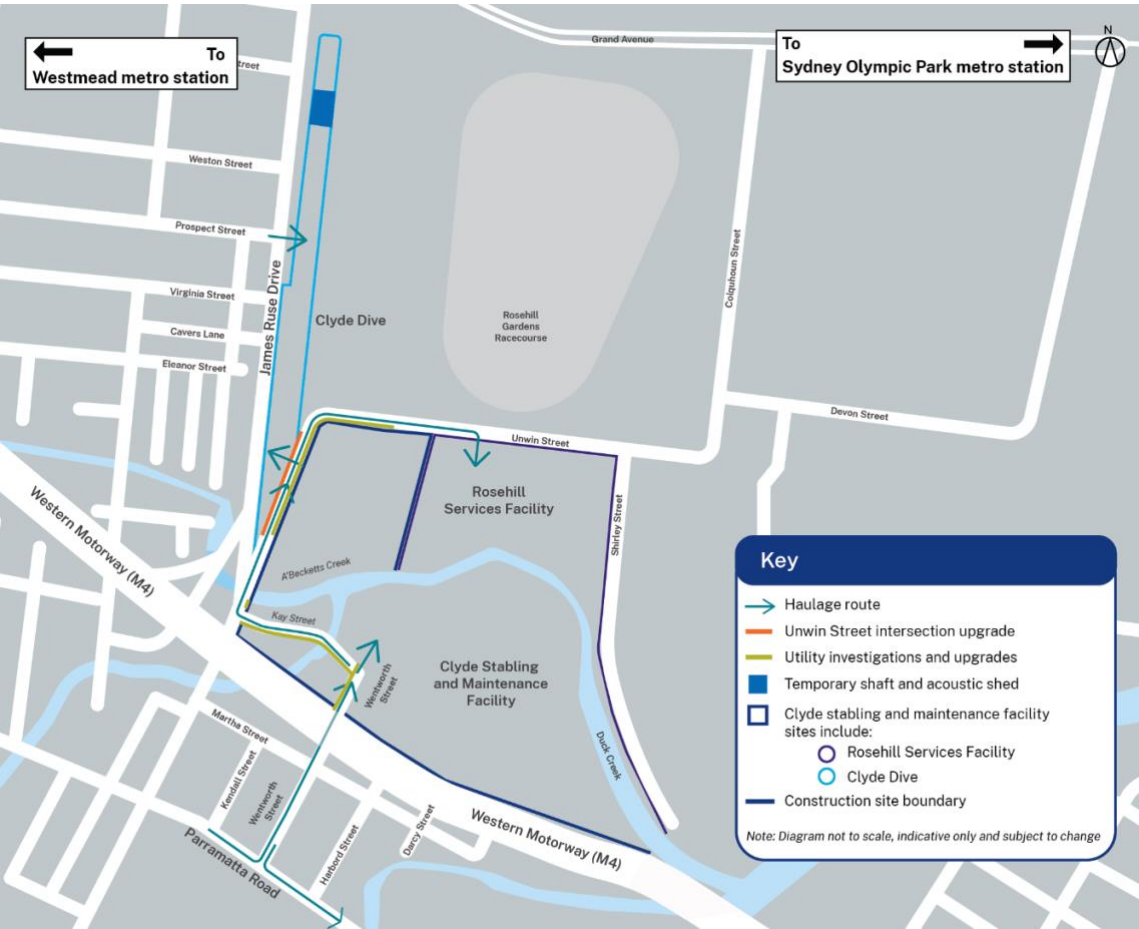 N
Grand Avenue
To
Westmead metro station
To
Sydney Olympic Park metro station
treet
Weston Street
Prospect Street
Virginia Street
Cavers Lane
Eleanor Street
James Ruse Drive
Clyde Dive
Rosehill
Gardens
Racecourse
Colquhoun Street
Devon Street
Unwin Street
Rosehill
Services Facility
Shirley Street
Western Motorway (M4)
A'Becketts Creek
Kay Street
Wentworth
Street
Clyde Stabling
and Maintenance
Facility
Duck Creek
Martha Street
Kendall Street
Wentworth
Street
Harbord Street
Darcy Street
Parramatta Road
Western Motorway (M4)
Key
Haulage route
Unwin Street intersection upgrade
Utility investigations and upgrades
Temporary shaft and acoustic shed
Clyde stabling and maintenance facility
sites include:
Rosehill Services Facility
Clyde Dive
Construction site boundary
Note: Diagram not to scale, indicative only and subject to change